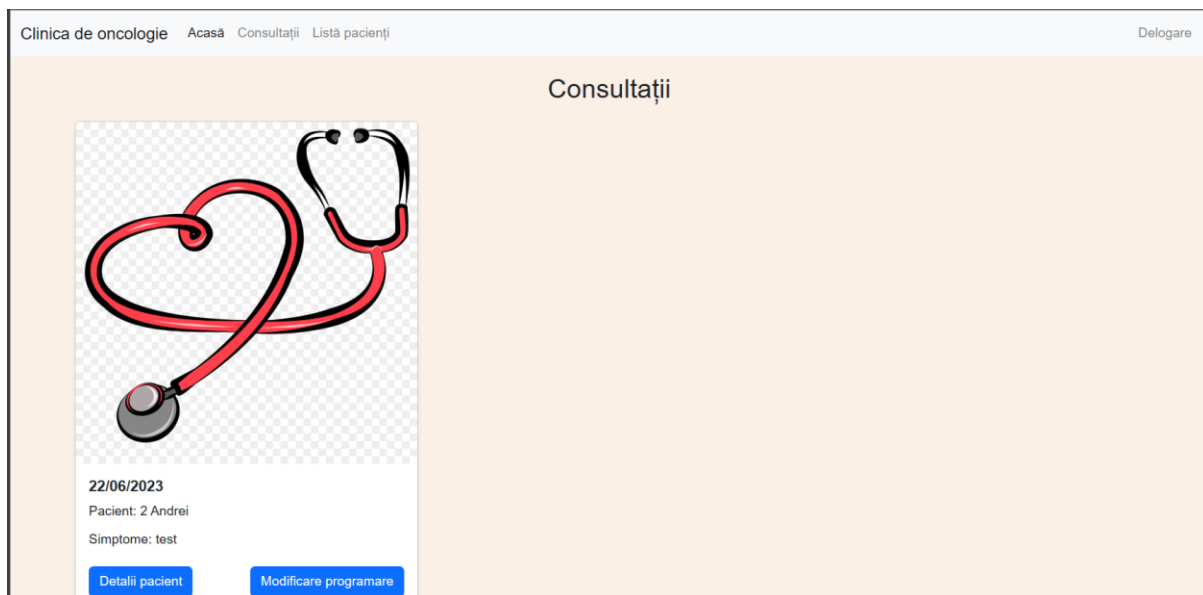 Clinica de oncologie Acasă Consultații Listă pacienți Delogare
Consultații
22/06/2023
Pacient: 2 Andrei
Simptome: test
Detalii pacient Modificare programare